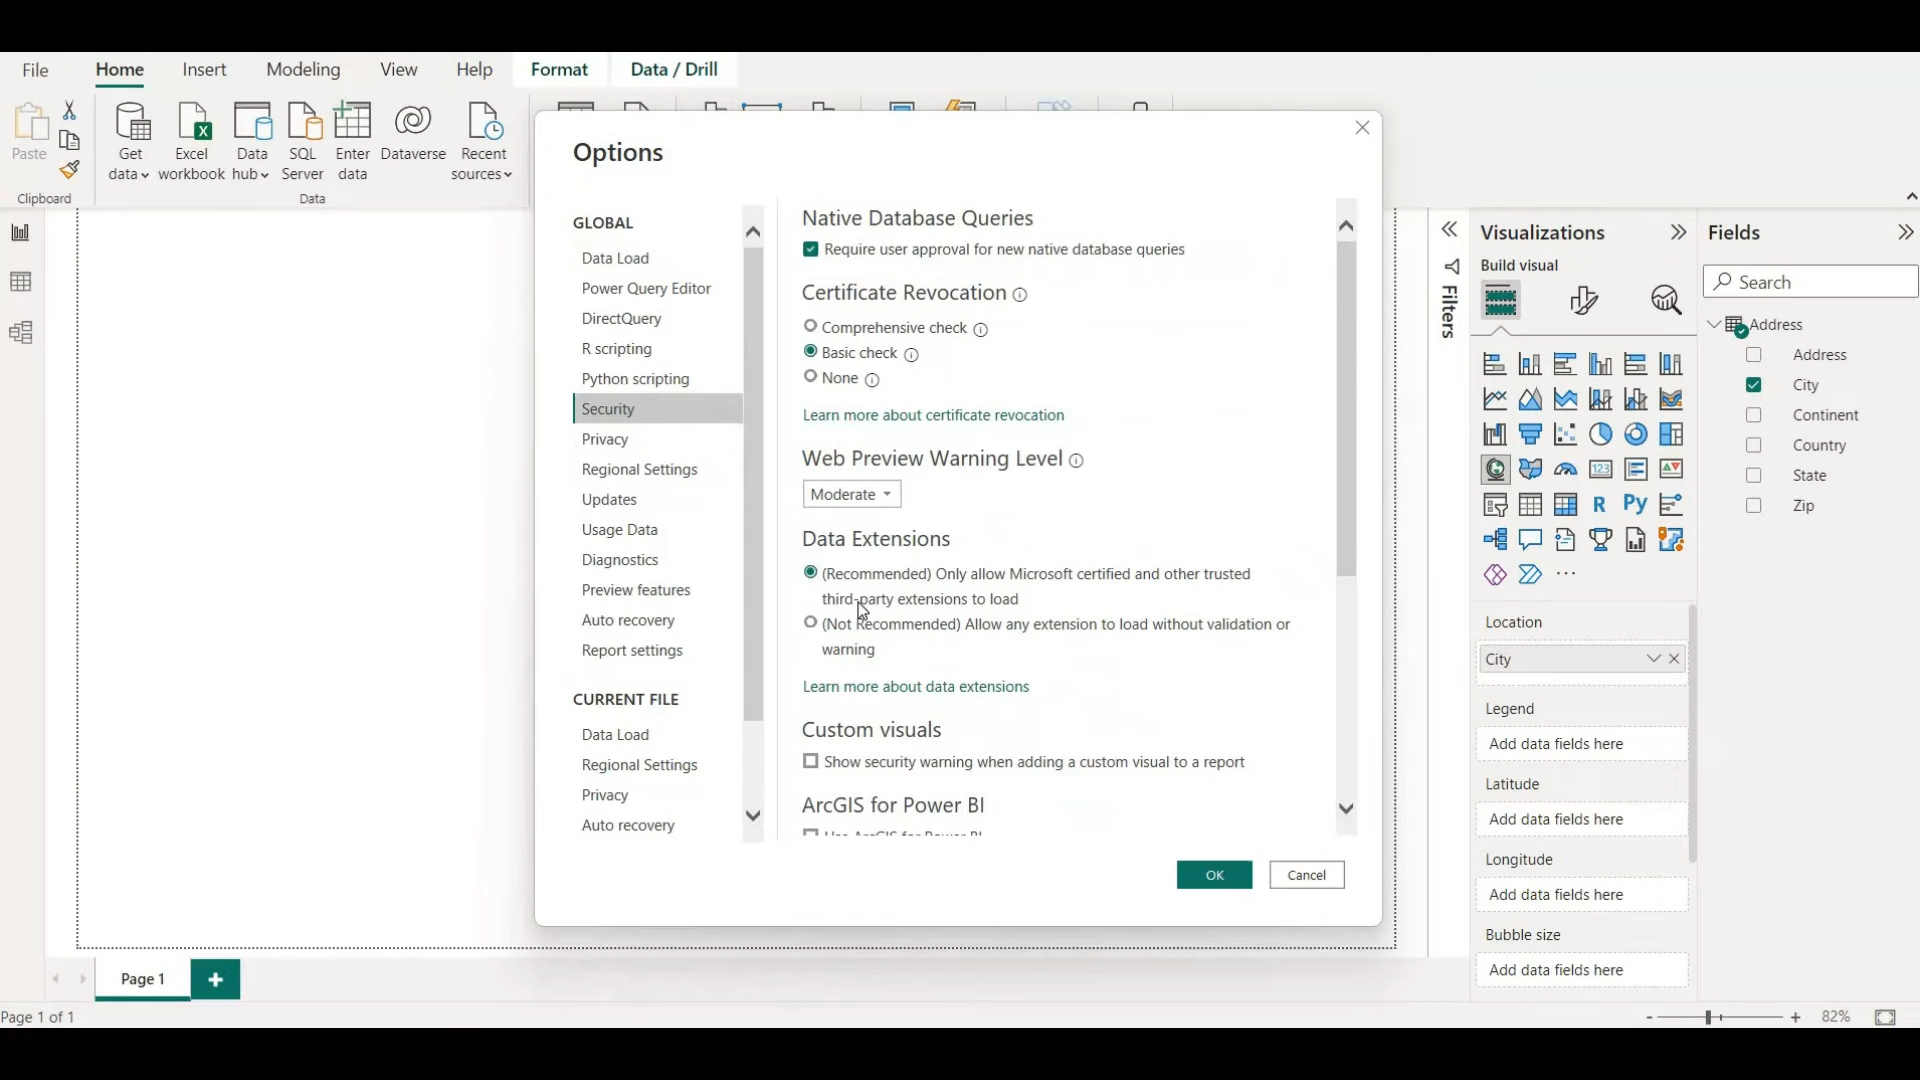 File Home Insert Modeling View Help Format Data / Drill
Paste
Get data
Excel workbook
Data hub
SQL Server
Enter data
Dataverse
Recent sources
Clipboard
Data
Options
GLOBAL
Data Load
Power Query Editor
DirectQuery
R scripting
Python scripting
Security
Privacy
Regional Settings
Updates
Usage Data
Diagnostics
Preview features
Auto recovery
Report settings
CURRENT FILE
Data Load
Regional Settings
Privacy
Auto recovery
Native Database Queries
Require user approval for new native database queries
Certificate Revocation
Comprehensive check
Basic check
None
Learn more about certificate revocation
Web Preview Warning Level
Moderate
Data Extensions
(Recommended) Only allow Microsoft certified and other trusted
third-party extensions to load
(Not Recommended) Allow any extension to load without validation or
warning
Learn more about data extensions
Custom visuals
Show security warning when adding a custom visual to a report
ArcGIS for Power BI
Use ArcGIS for Power BI
OK
Cancel
Filters
Visualizations
Build visual
123
R
Py
Location
City
Legend
Add data fields here
Latitude
Add data fields here
Longitude
Add data fields here
Bubble size
Add data fields here
Fields
Search
Address
Address
City
Continent
Country
State
Zip
Page 1
Page 1 of 1
82%